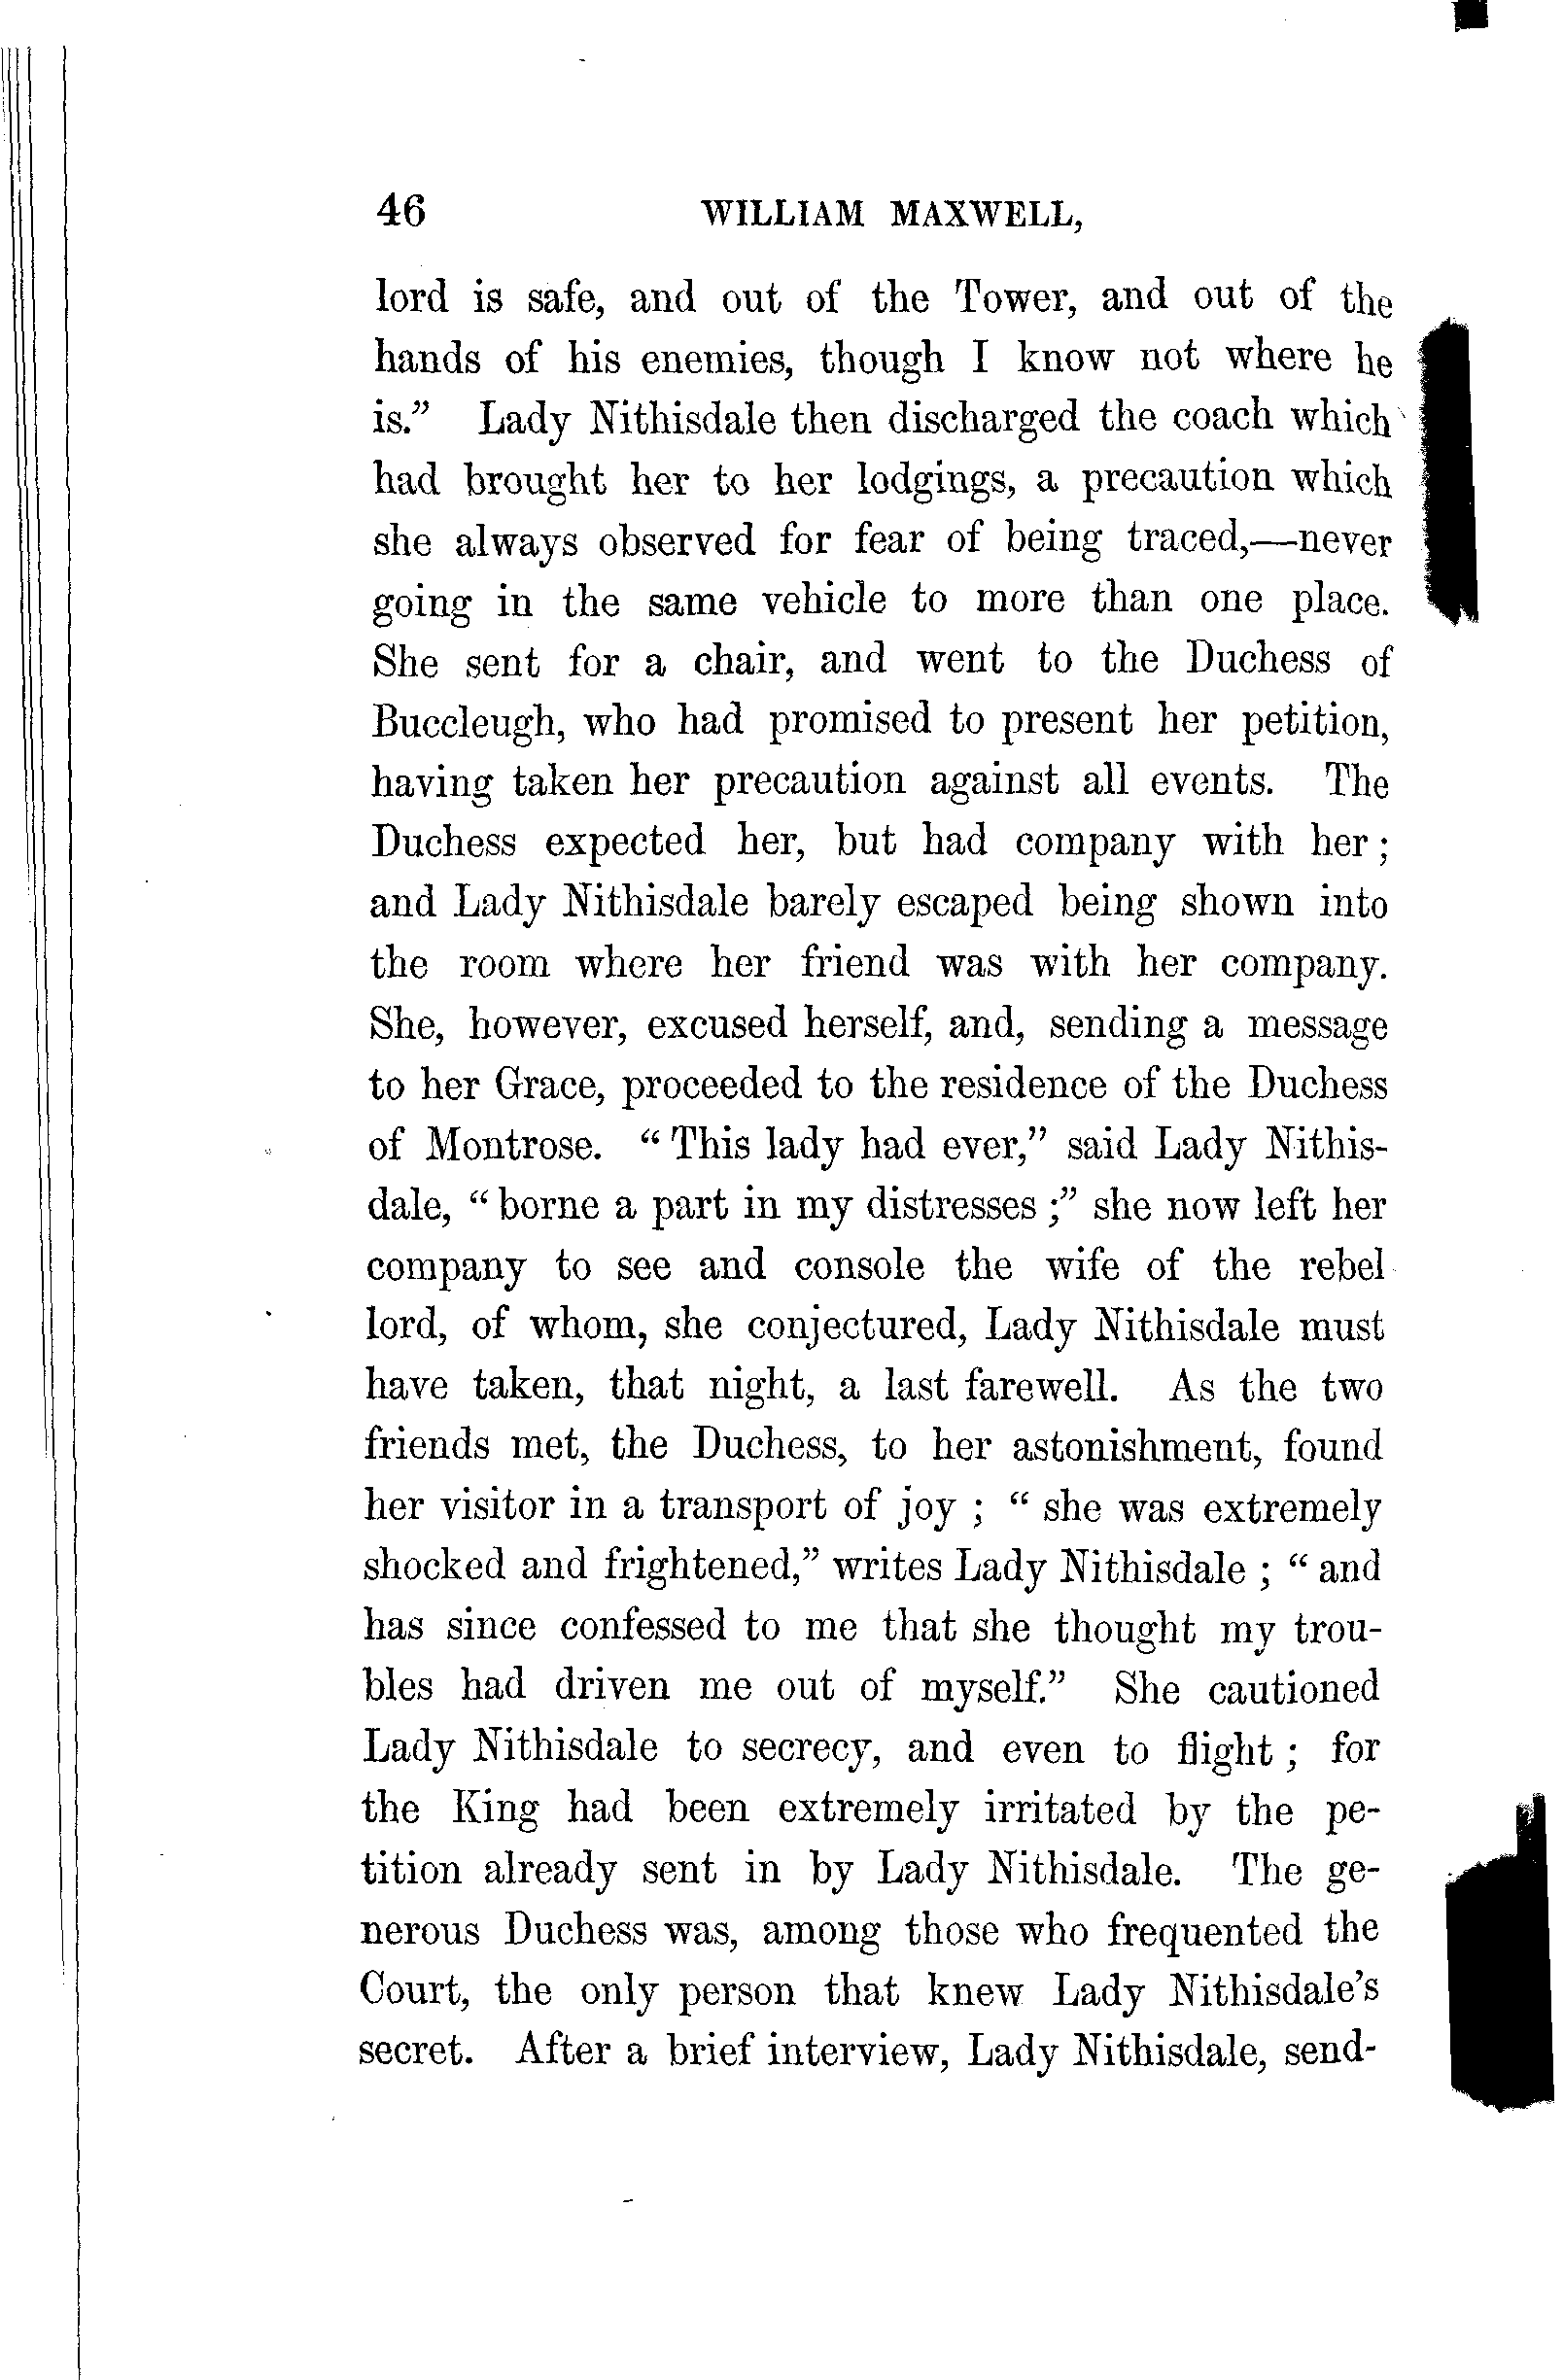 46 WILLIAM MAXWELL,
lord is safe, and out of the Tower, and out of the
hands of his enemies, though I know not where he
is.” Lady Nithisdale then discharged the coach which
had brought her to her lodgings, a precaution which
she always observed for fear of being traced,—never
going in the same vehicle to more than one place.
She sent for a chair, and went to the Duchess of
Buccleugh, who had promised to present her petition,
having taken her precaution against all events. The
Duchess expected her, but had company with her;
and Lady Nithisdale barely escaped being shown into
the room where her friend was with her company.
She, however, excused herself, and, sending a message
to her Grace, proceeded to the residence of the Duchess
of Montrose. “This lady had ever,” said Lady Nithis-
dale, “borne a part in my distresses;” she now left her
company to see and console the wife of the rebel
lord, of whom, she conjectured, Lady Nithisdale must
have taken, that night, a last farewell. As the two
friends met, the Duchess, to her astonishment, found
her visitor in a transport of joy; “she was extremely
shocked and frightened,” writes Lady Nithisdale; “and
has since confessed to me that she thought my trou-
bles had driven me out of myself.” She cautioned
Lady Nithisdale to secrecy, and even to flight; for
the King had been extremely irritated by the pe-
tition already sent in by Lady Nithisdale. The ge-
nerous Duchess was, among those who frequented the
Court, the only person that knew Lady Nithisdale’s
secret. After a brief interview, Lady Nithisdale, send-